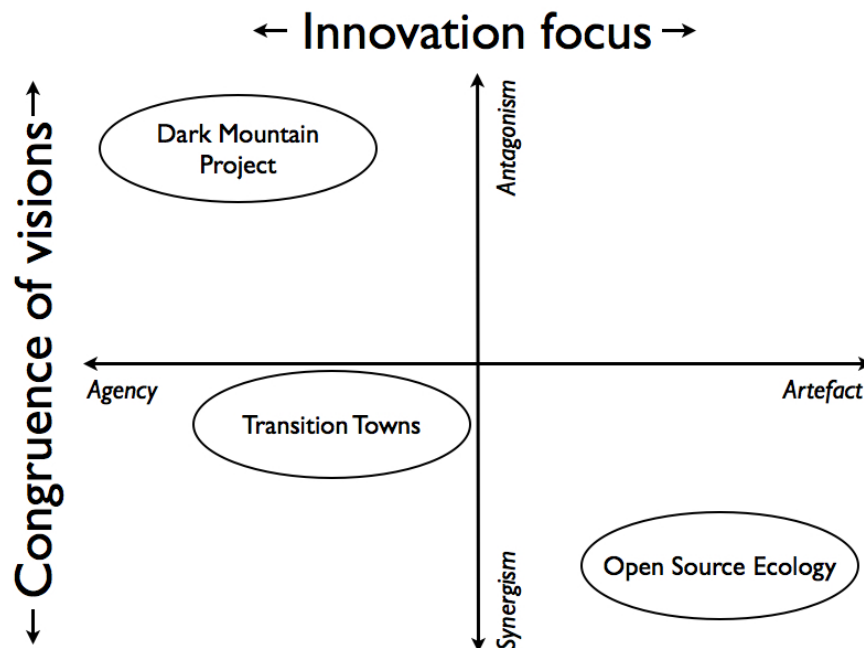 Innovation focus
Congruence of visions
Dark Mountain
Project
Antagonism
Agency
Artefact
Transition Towns
Open Source Ecology
Synergism